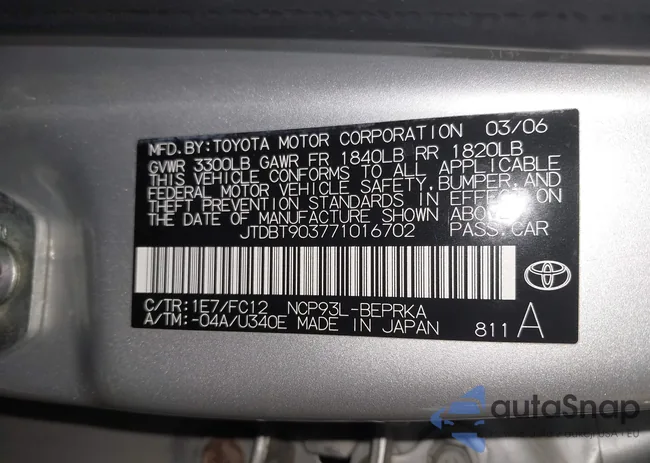 MFD. BY: TOYOTA MOTOR CORPORATION 03/06
GVWR 3300LB GAWR FR 1840LB RR 1820LB
THIS VEHICLE CONFORMS TO ALL APPLICABLE
FEDERAL MOTOR VEHICLE SAFETY, BUMPER, AND
THEFT PREVENTION STANDARDS IN EFFECT ON
THE DATE OF MANUFACTURE SHOWN ABOVE.
JTDBT903771016702 PASS. CAR
C/TR: 1E7/FC12 NCP93L-BEPRKA
A/TM: -04A/U340E MADE IN JAPAN 811 A
autoSnap